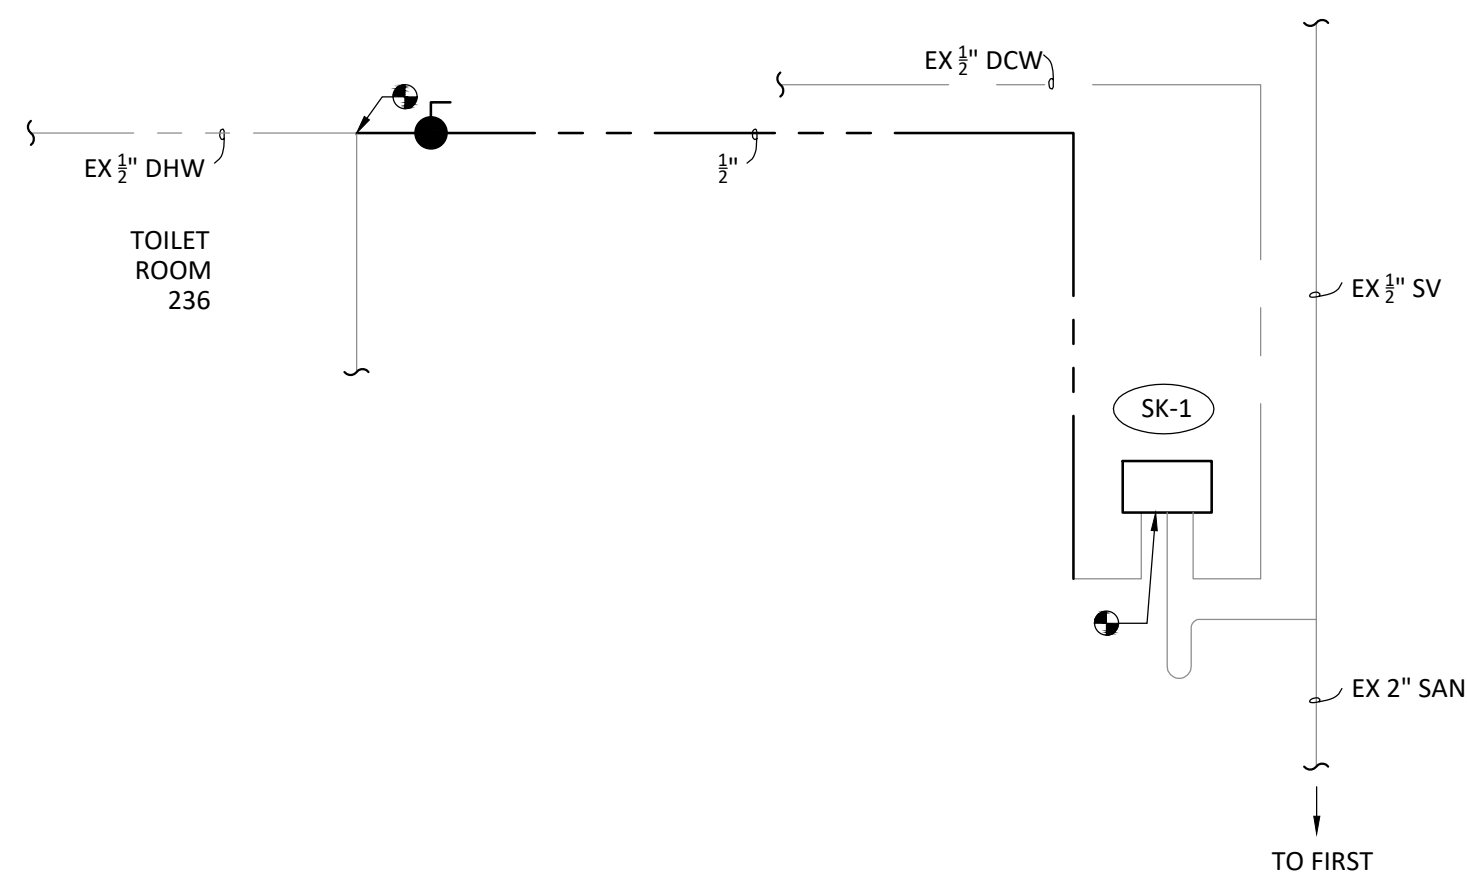 EX ½" DCW
EX ½" DHW
½"
TOILET
ROOM
236
EX ½" SV
SK-1
EX 2" SAN
TO FIRST